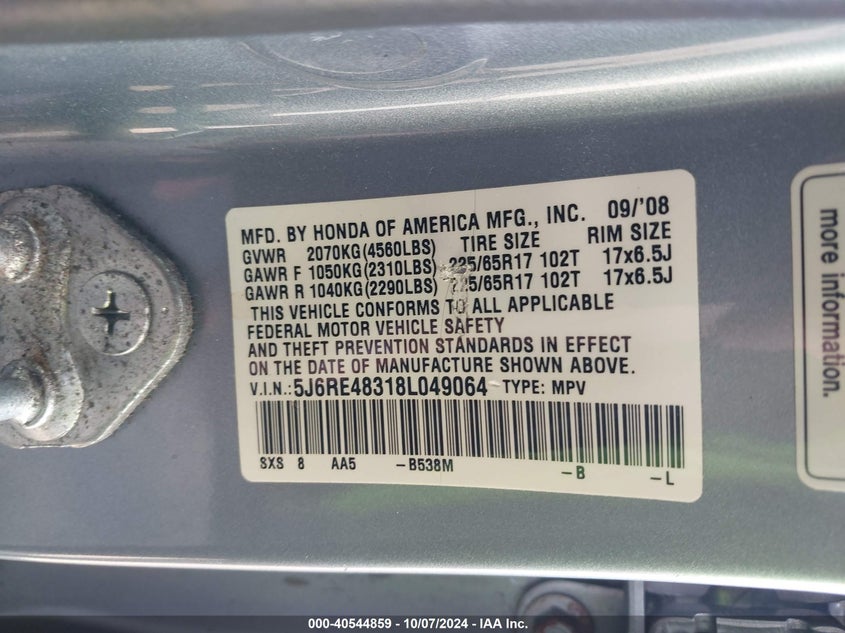 MFD. BY HONDA OF AMERICA MFG., INC. 09/'08
GVWR 2070KG(4560LBS) TIRE SIZE RIM SIZE
GAWR F 1050KG(2310LBS) 225/65R17 102T 17x6.5J
GAWR R 1040KG(2290LBS) 225/65R17 102T 17x6.5J
THIS VEHICLE CONFORMS TO ALL APPLICABLE
FEDERAL MOTOR VEHICLE SAFETY
AND THEFT PREVENTION STANDARDS IN EFFECT
ON THE DATE OF MANUFACTURE SHOWN ABOVE.
V.I.N.: 5J6RE48318L049064 TYPE: MPV
SXS 8 AA5 -B538M -B -L
more information.
000-40544859 - 10/07/2024 - IAA Inc.